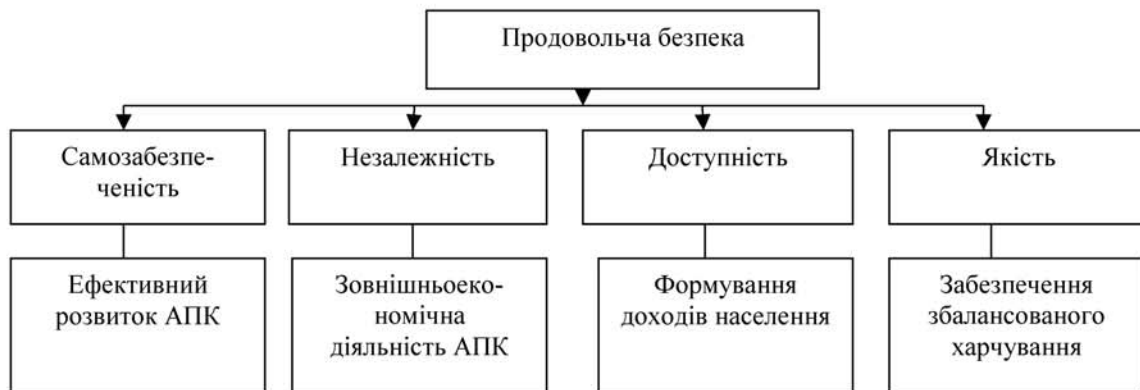 Продовольча безпека
Самозабезпе-
ченість
Незалежність
Доступність
Якість
Ефективний
розвиток АПК
Зовнішньоеко-
номічна
діяльність АПК
Формування
доходів населення
Забезпечення
збалансованого
харчування